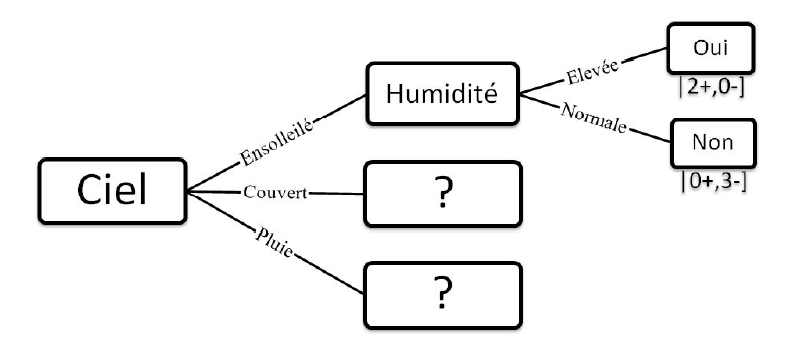 Ciel
Ensolleilé
Couvert
Pluie
Humidité
?
?
Elevée
Normale
Oui
|2+,0-]
Non
|0+,3-]